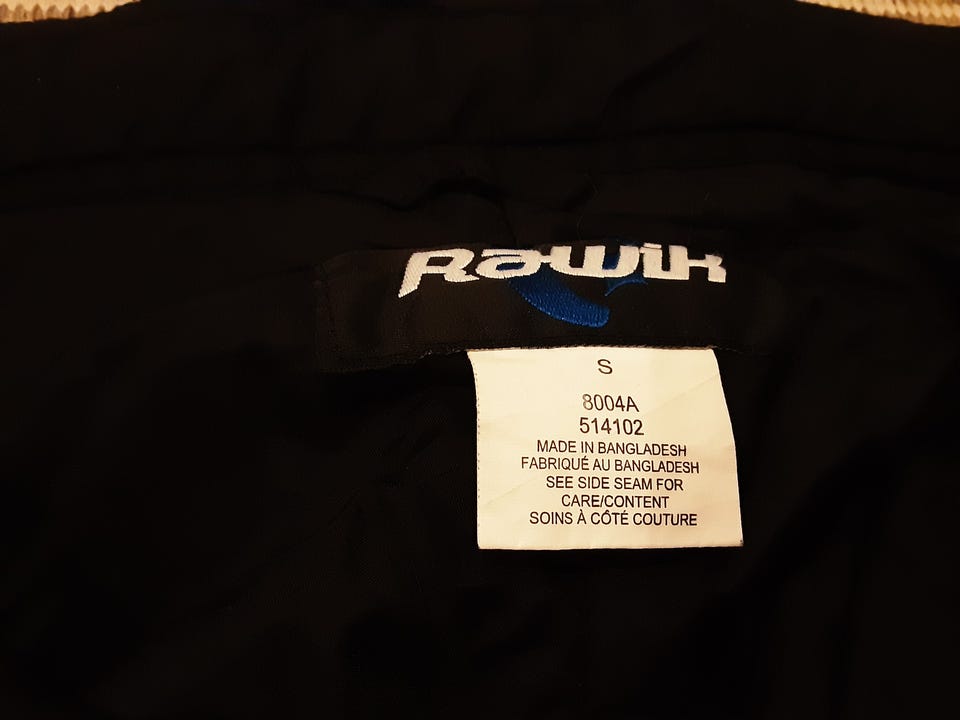 Rawik
S
8004A
514102
MADE IN BANGLADESH
FABRIQUÉ AU BANGLADESH
SEE SIDE SEAM FOR
CARE/CONTENT
SOINS À CÔTÉ COUTURE